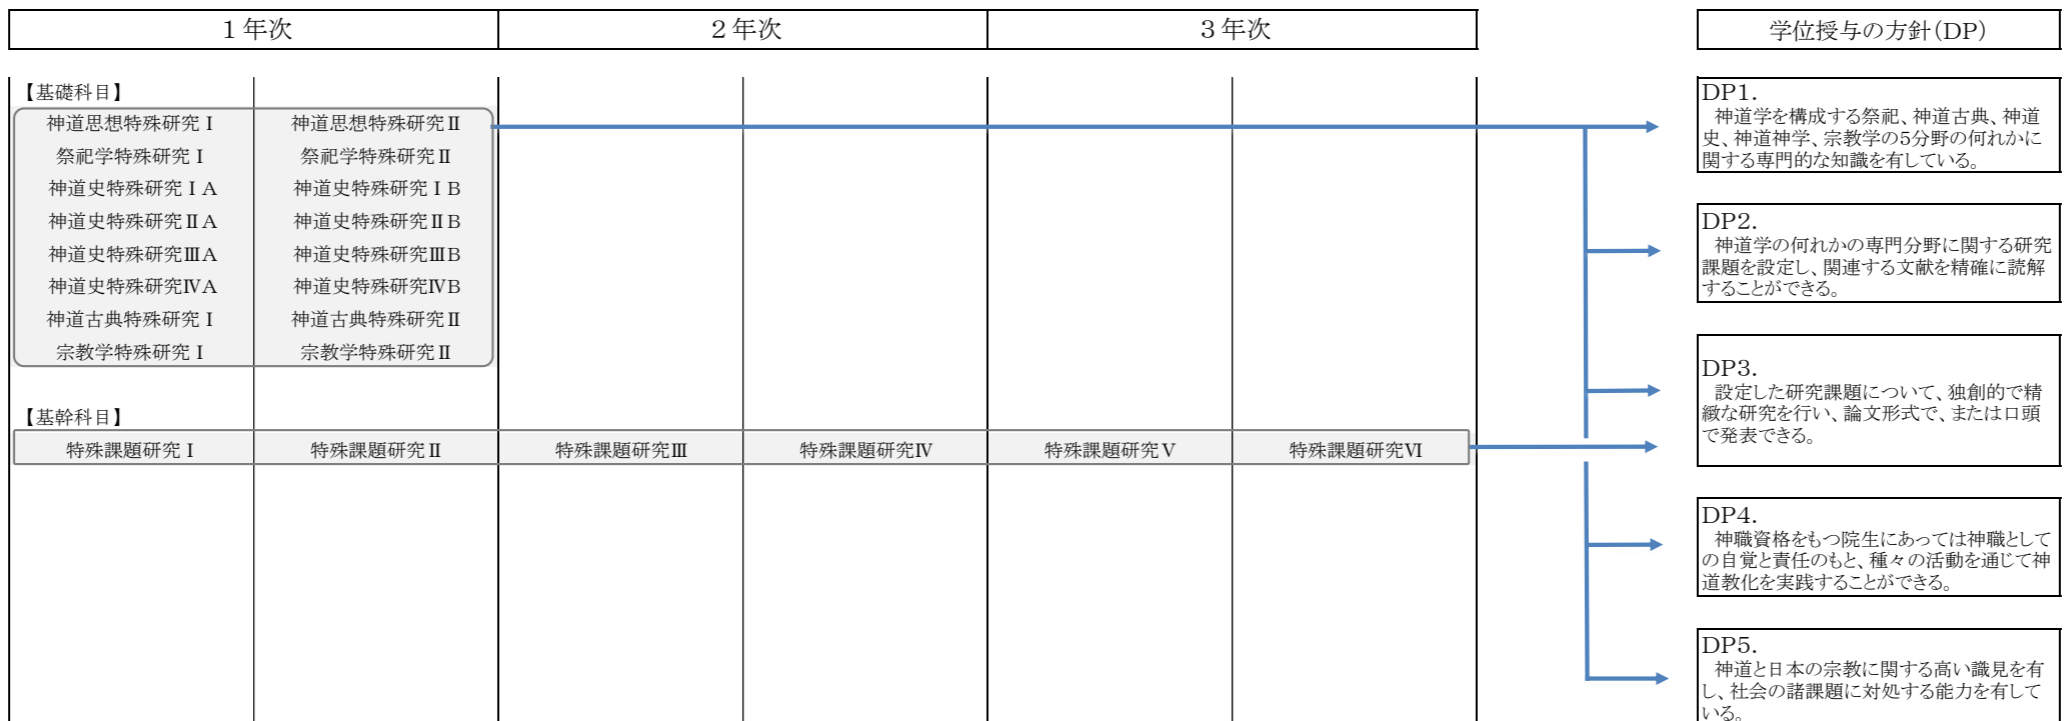 1年次
2年次
3年次
学位授与の方針(DP)
【基礎科目】
神道思想特殊研究Ⅰ
神道思想特殊研究Ⅱ
祭祀学特殊研究Ⅰ
祭祀学特殊研究Ⅱ
神道史特殊研究ⅠA
神道史特殊研究ⅠB
神道史特殊研究ⅡA
神道史特殊研究ⅡB
神道史特殊研究ⅢA
神道史特殊研究ⅢB
神道史特殊研究ⅣA
神道史特殊研究ⅣB
神道古典特殊研究Ⅰ
神道古典特殊研究Ⅱ
宗教学特殊研究Ⅰ
宗教学特殊研究Ⅱ
【基幹科目】
特殊課題研究Ⅰ
特殊課題研究Ⅱ
特殊課題研究Ⅲ
特殊課題研究Ⅳ
特殊課題研究Ⅴ
特殊課題研究Ⅵ
DP1.
神道学を構成する祭祀、神道古典、神道
史、神道神学、宗教学の5分野の何れかに
関する専門的な知識を有している。
DP2.
神道学の何れかの専門分野に関する研究
課題を設定し、関連する文献を精確に読解
することができる。
DP3.
設定した研究課題について、独創的で精
緻な研究を行い、論文形式で、または口頭
で発表できる。
DP4.
神職資格をもつ院生にあっては神職として
の自覚と責任のもと、種々の活動を通じて神
道教化を実践することができる。
DP5.
神道と日本の宗教に関する高い識見を有
し、社会の諸課題に対処する能力を有して
いる。